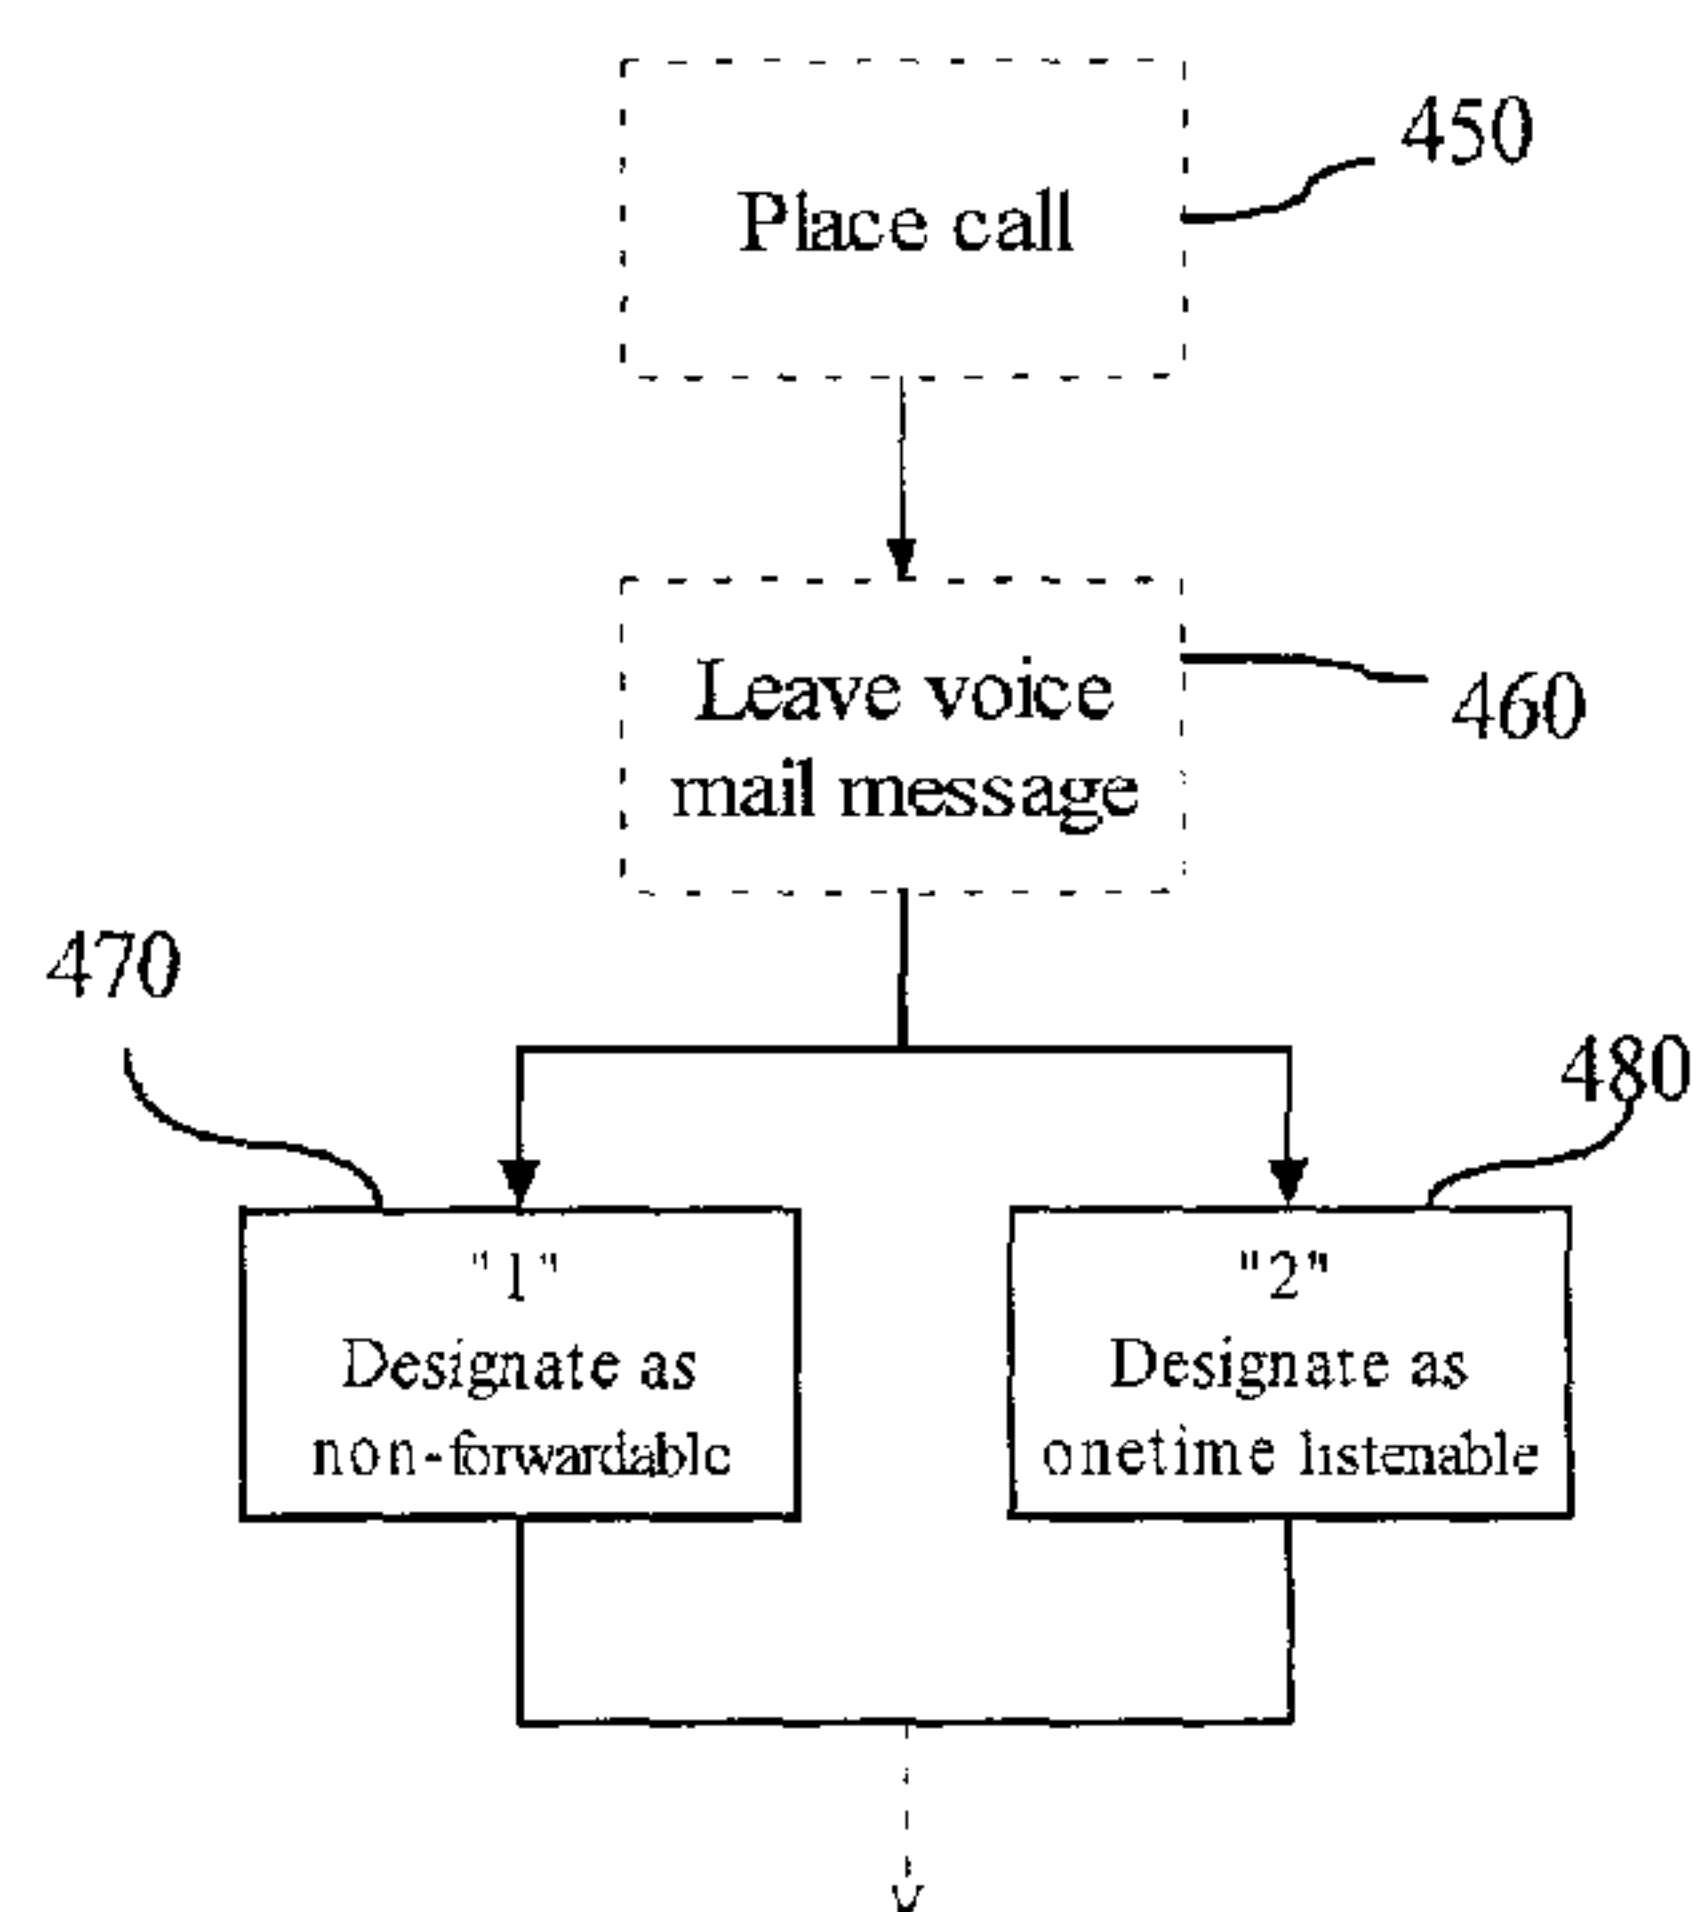 450
Place call
Leave voice
mail message
460
470
480
"1"
Designate as
non-forwardable
"2"
Designate as
onetime listenable